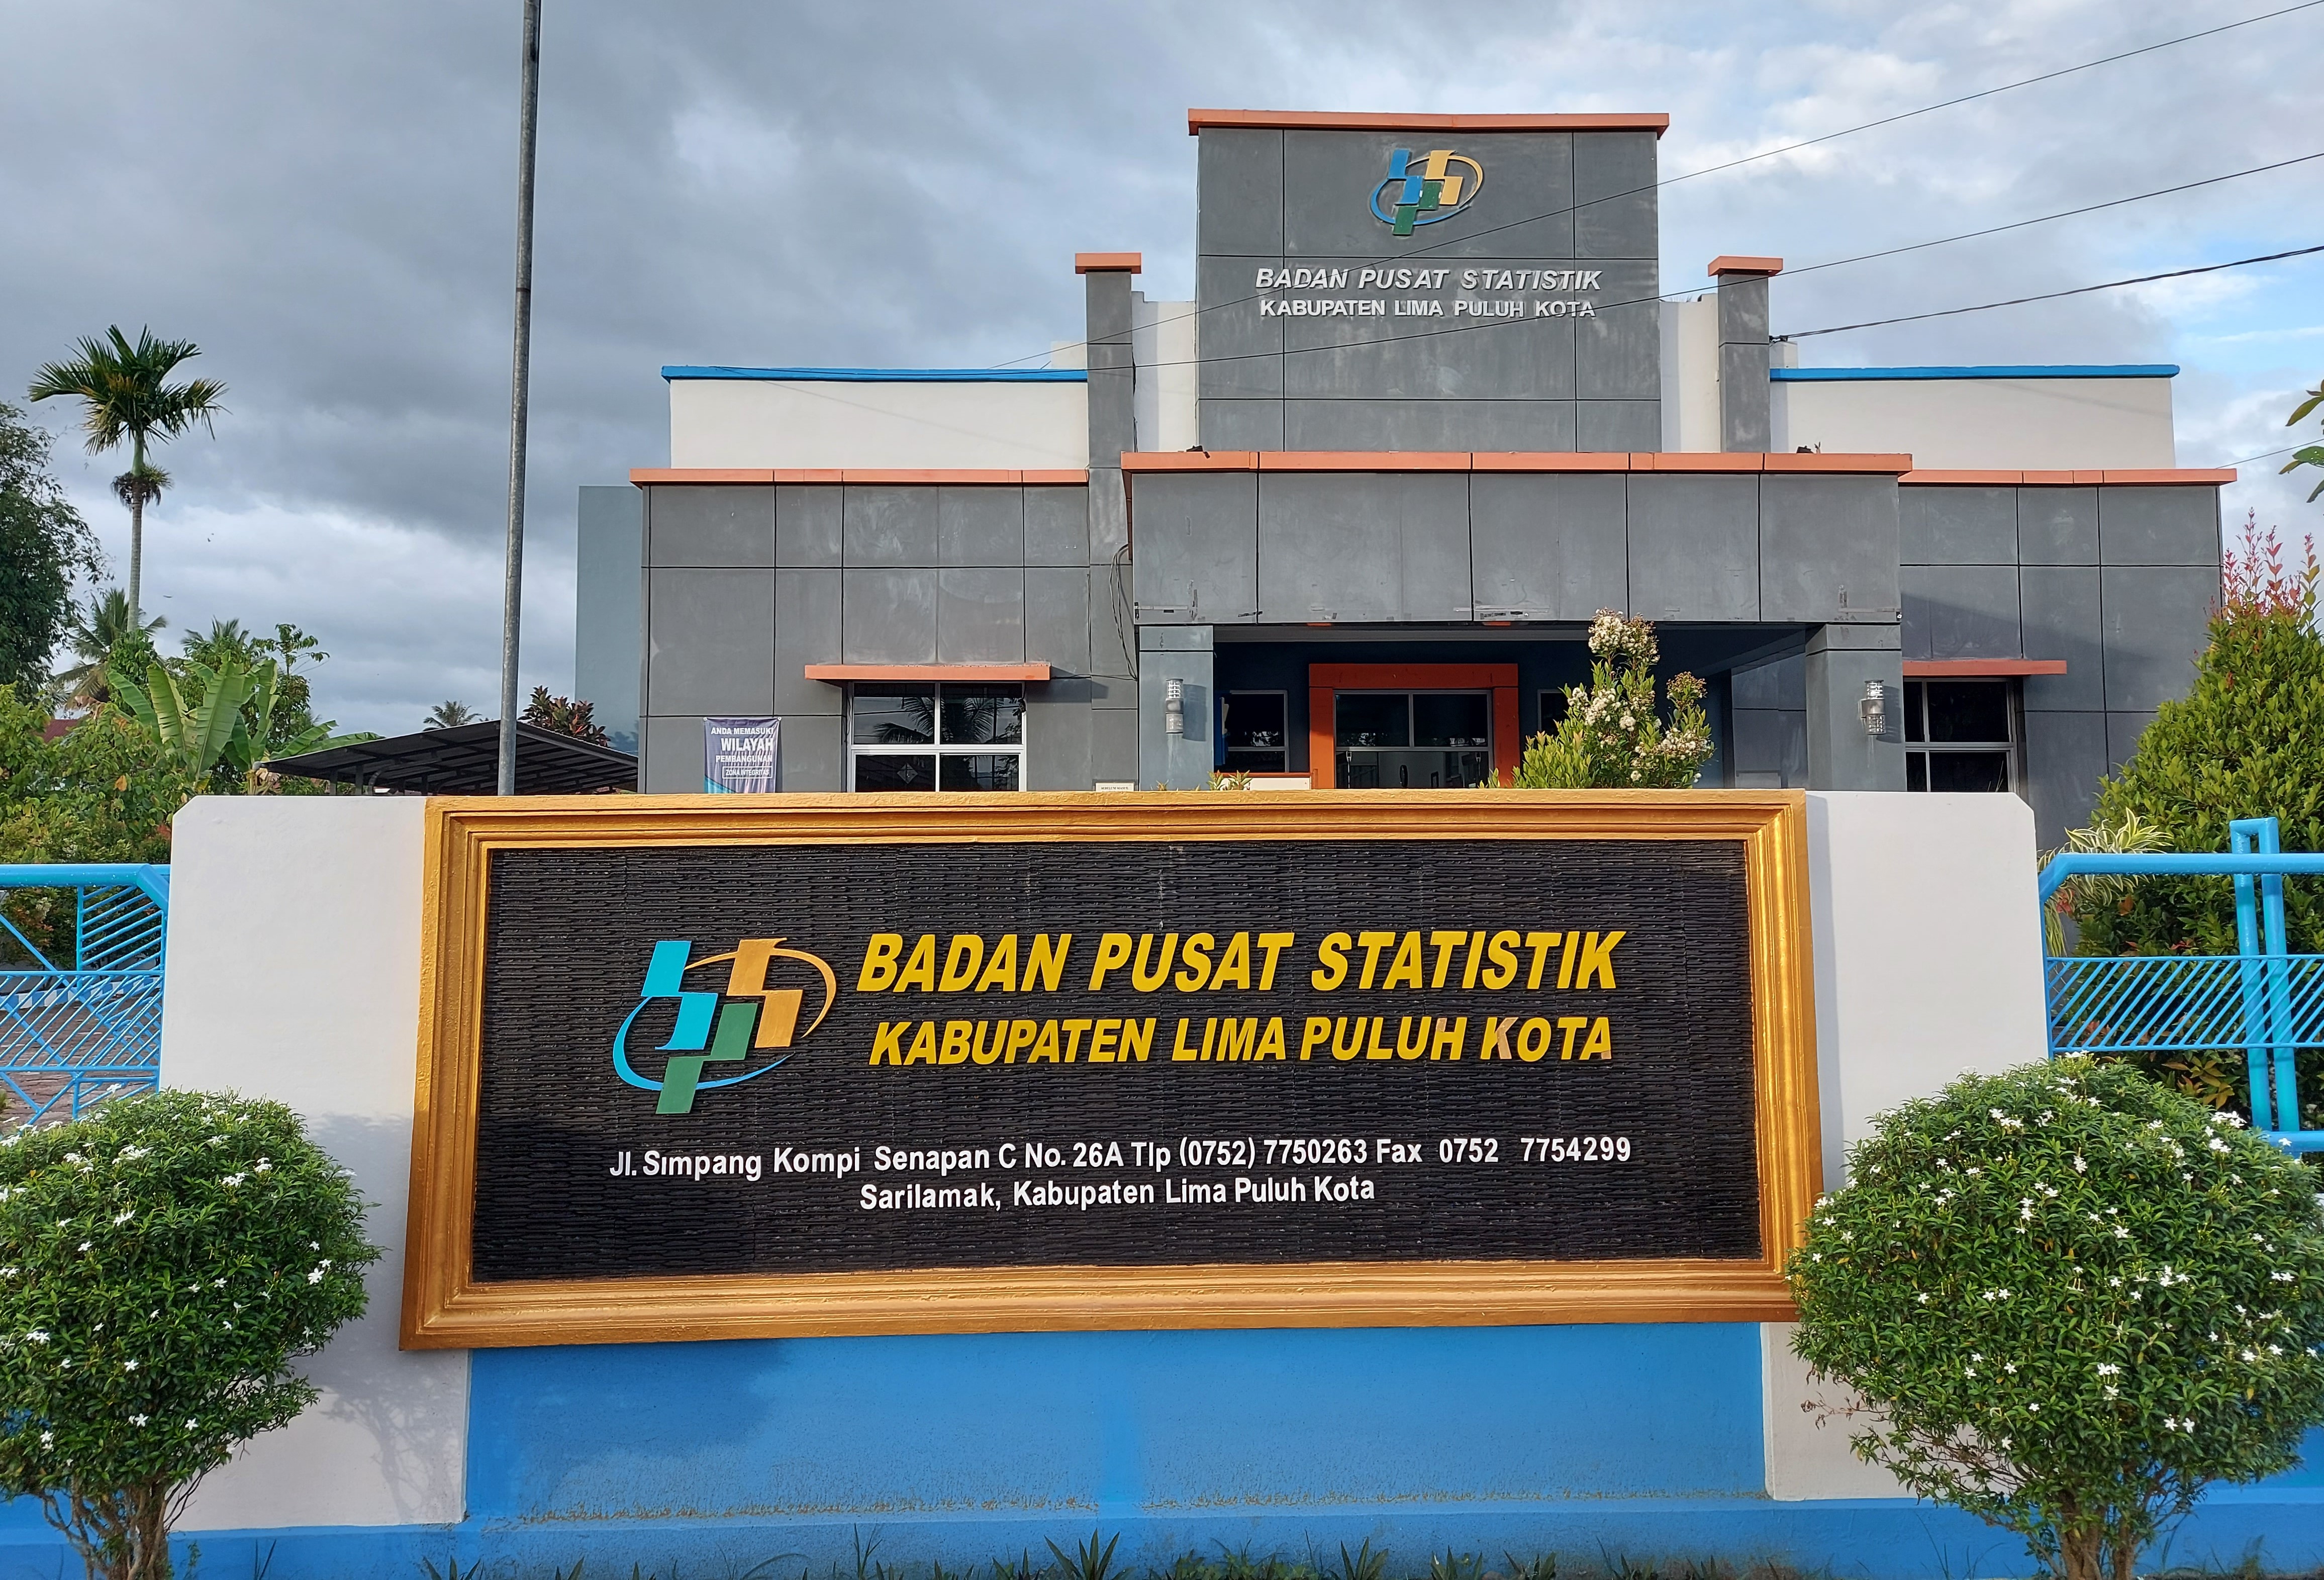 BADAN PUSAT STATISTIK
KABUPATEN LIMA PULUH KOTA
ANDA MEMASUKI
WILAYAH
PEMBANGUNAN
ZONA INTEGRITAS
BADAN PUSAT STATISTIK
KABUPATEN LIMA PULUH KOTA
Jl. Simpang Kompi Senapan C No. 26A Tlp (0752) 7750263 Fax 0752 7754299
Sarilamak, Kabupaten Lima Puluh Kota